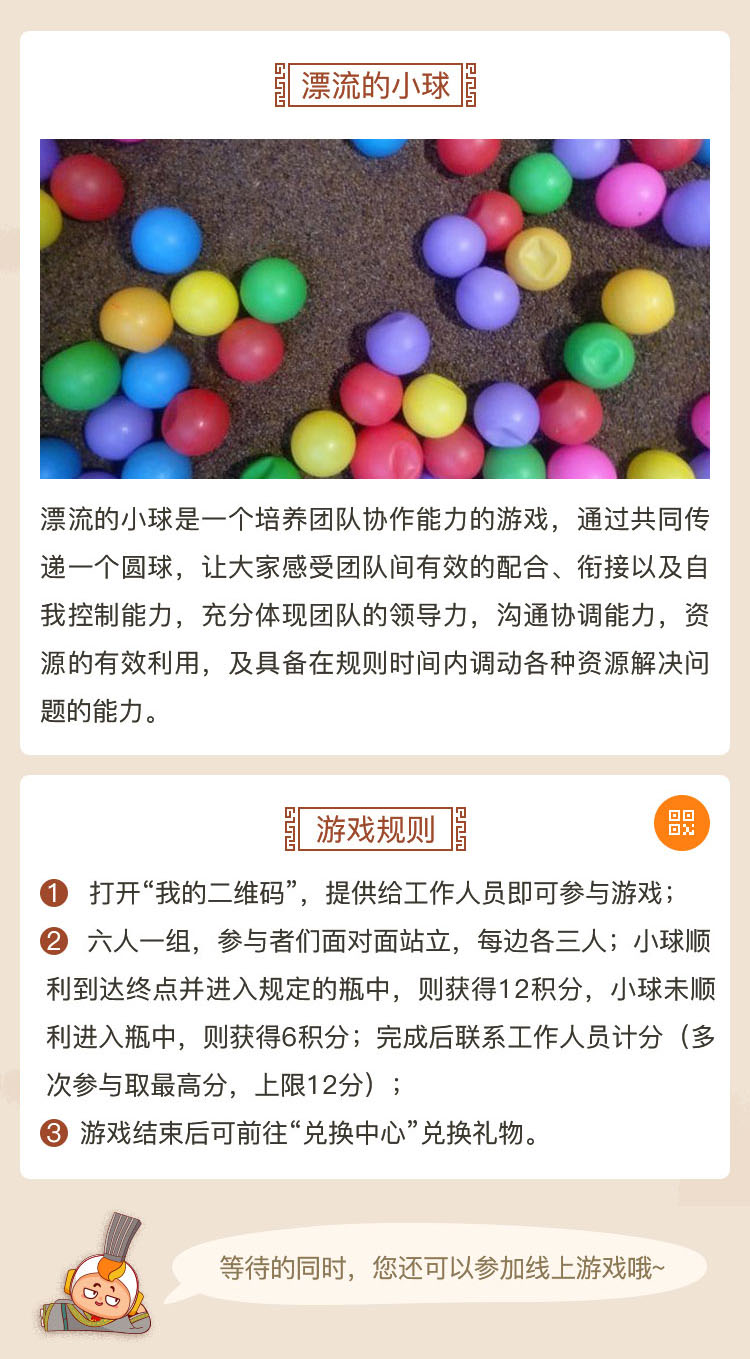 漂流的小球
漂流的小球是一个培养团队协作能力的游戏，通过共同传
递一个圆球，让大家感受团队间有效的配合、衔接以及自
我控制能力，充分体现团队的领导力，沟通协调能力，资
源的有效利用，及具备在规则时间内调动各种资源解决问
题的能力。
游戏规则
1 打开“我的二维码”，提供给工作人员即可参与游戏；
2 六人一组，参与者们面对面站立，每边各三人；小球顺
利到达终点并进入规定的瓶中，则获得12积分，小球未顺
利进入瓶中，则获得6积分；完成后联系工作人员计分（多
次参与取最高分，上限12分）；
3 游戏结束后可前往“兑换中心”兑换礼物。
等待的同时，您还可以参加线上游戏哦~